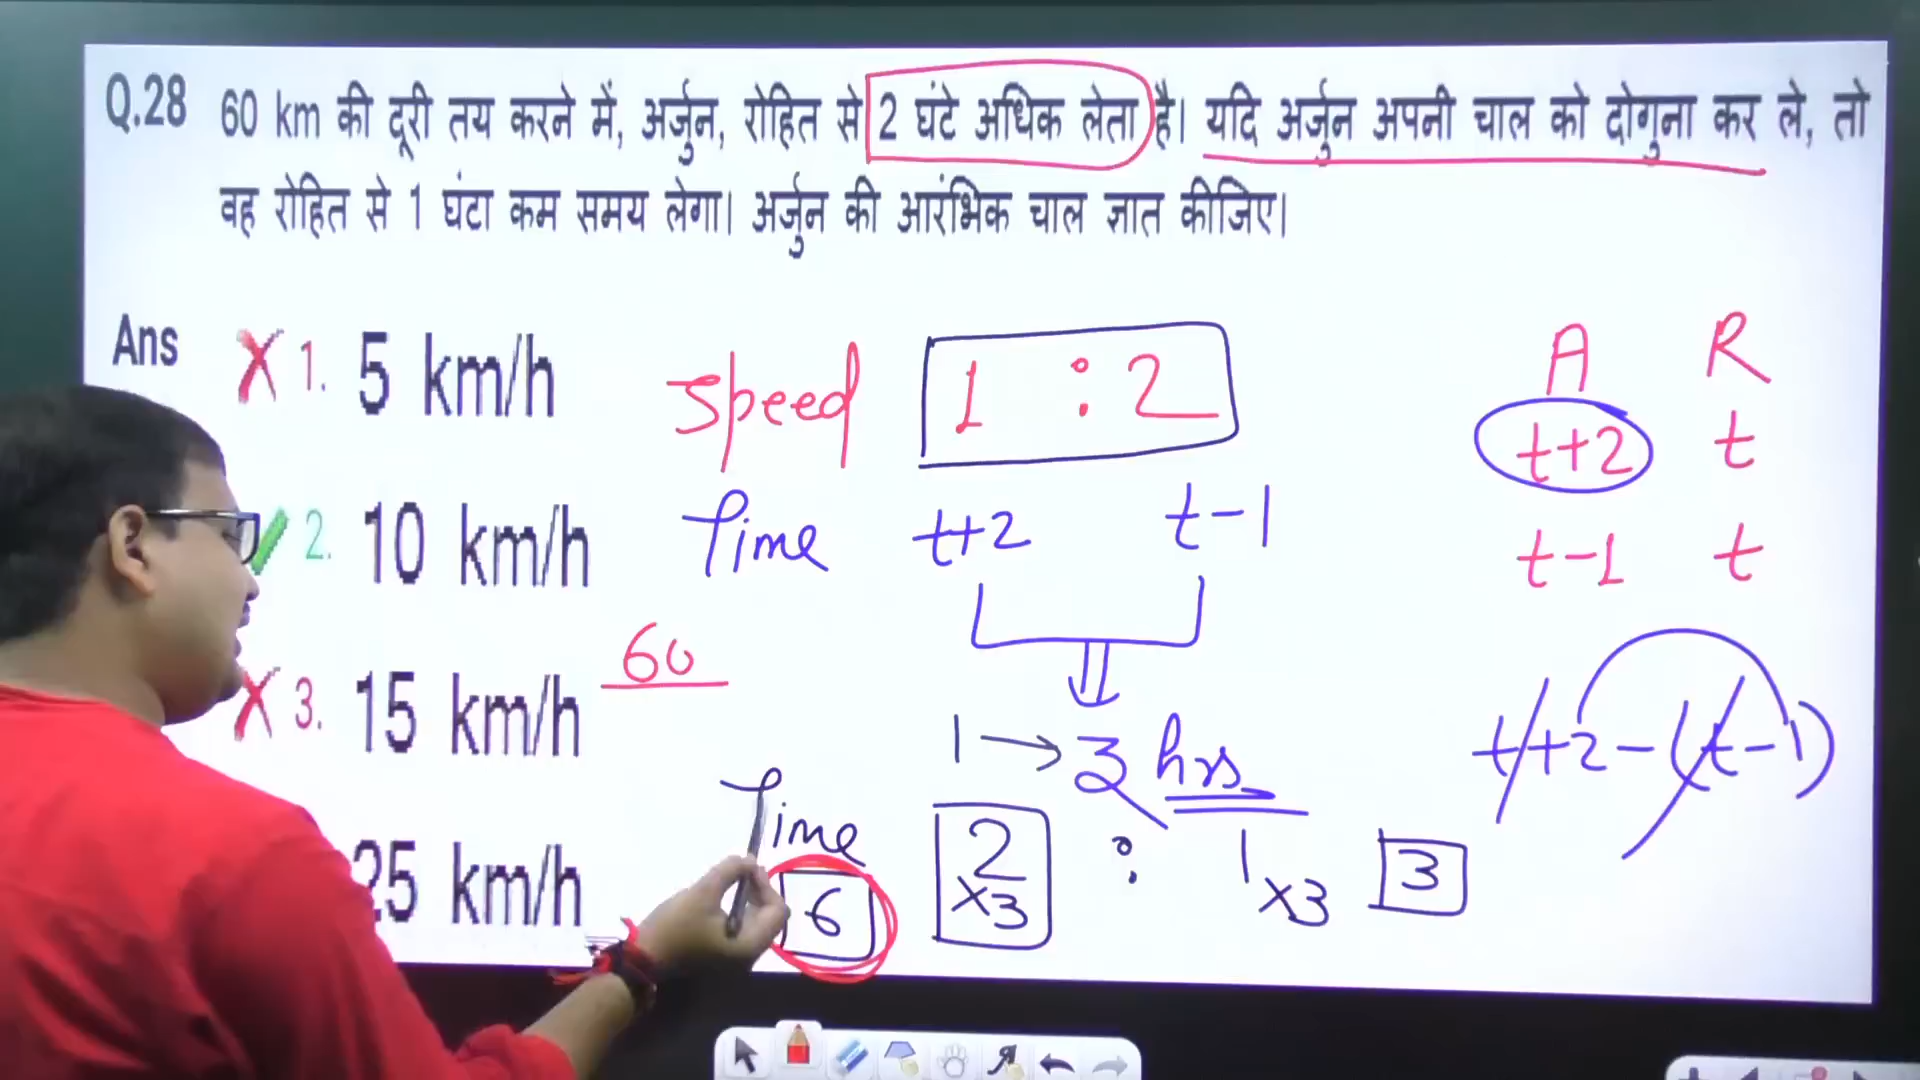 Q.28 60 km की दूरी तय करने में, अर्जुन, रोहित से 2 घंटे अधिक लेता है। यदि अर्जुन अपनी चाल को दोगुना कर ले, तो
वह रोहित से 1 घंटा कम समय लेगा। अर्जुन की आरंभिक चाल ज्ञात कीजिए।
Ans 1. 5 km/h
2. 10 km/h
3. 15 km/h
25 km/h
Speed 1 : 2
Time t+2 t-1
60
1 → 3 hrs
Time 2 : 1
6 ×3 ×3 3
A R
t+2 t
t-1 t
t+2-(t-1)